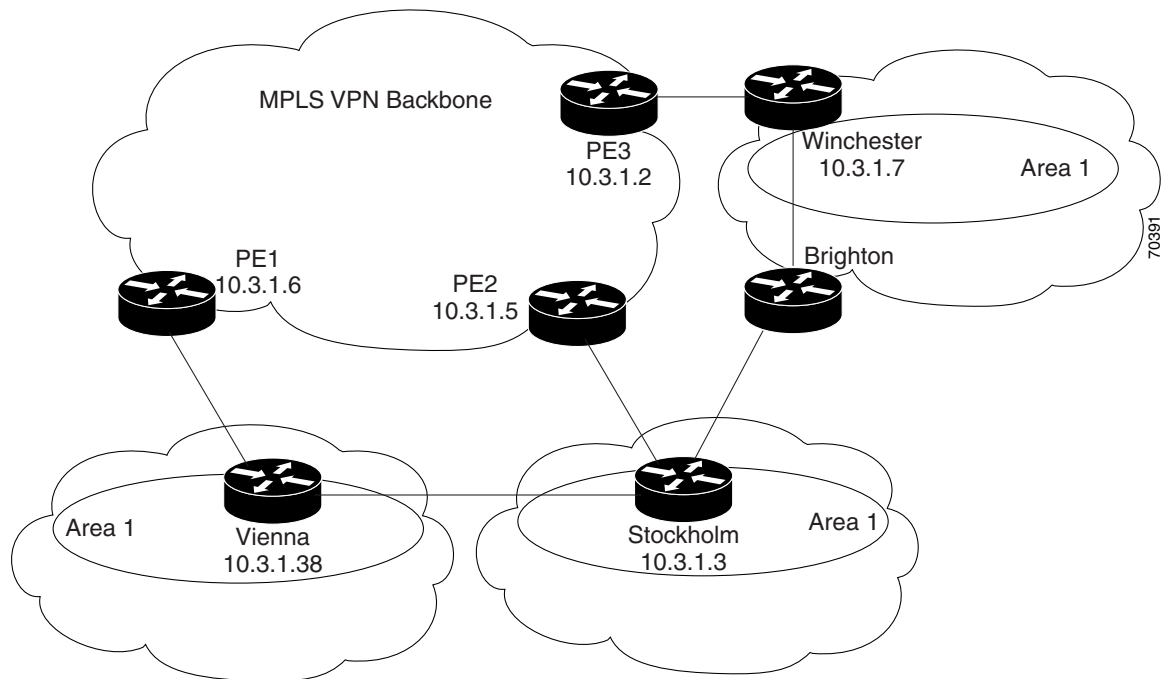 MPLS VPN Backbone
PE3
10.3.1.2
Winchester
10.3.1.7
Area 1
70391
PE1
10.3.1.6
PE2
10.3.1.5
Brighton
Area 1
Vienna
10.3.1.38
Stockholm
10.3.1.3
Area 1